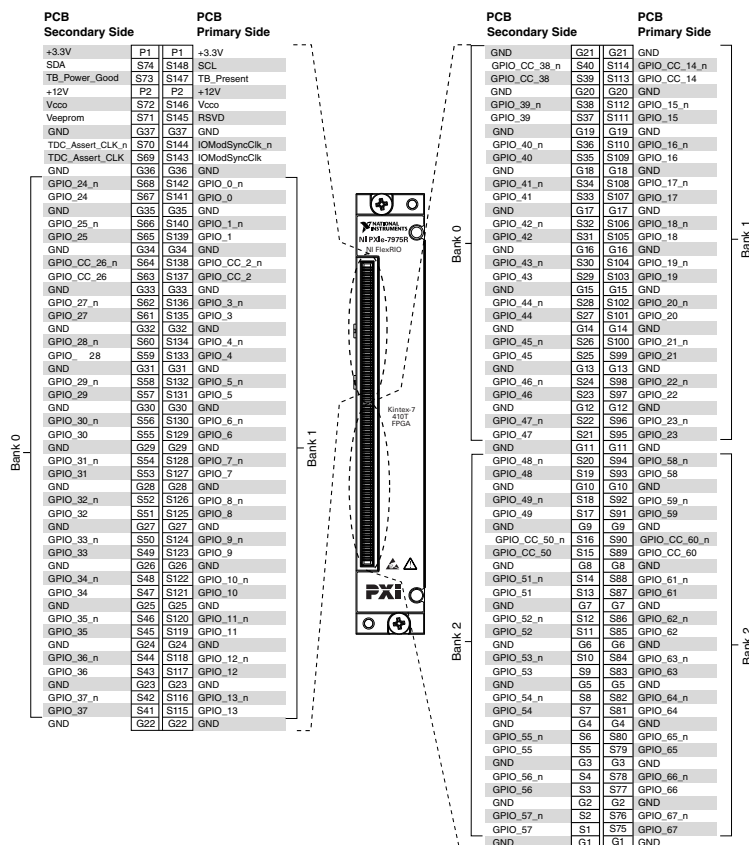 PCB Secondary Side PCB Primary Side
+3.3V P1 P1 +3.3V
SDA S74 S148 SCL
TB_Power_Good S73 S147 TB_Present
+12V P2 P2 +12V
Vcco S72 S146 Vcco
Veeprom S71 S145 RSVD
GND G37 G37 GND
TDC_Assert_CLK_n S70 S144 IOModSyncClk_n
TDC_Assert_CLK S69 S143 IOModSyncClk
GND G36 G36 GND
GPIO_24_n S68 S142 GPIO_0_n
GPIO_24 S67 S141 GPIO_0
GND G35 G35 GND
GPIO_25_n S66 S140 GPIO_1_n
GPIO_25 S65 S139 GPIO_1
GND G34 G34 GND
GPIO_CC_26_n S64 S138 GPIO_CC_2_n
GPIO_CC_26 S63 S137 GPIO_CC_2
GND G33 G33 GND
GPIO_27_n S62 S136 GPIO_3_n
GPIO_27 S61 S135 GPIO_3
GND G32 G32 GND
GPIO_28_n S60 S134 GPIO_4_n
GPIO_ 28 S59 S133 GPIO_4
GND G31 G31 GND
GPIO_29_n S58 S132 GPIO_5_n
GPIO_29 S57 S131 GPIO_5
GND G30 G30 GND
GPIO_30_n S56 S130 GPIO_6_n
GPIO_30 S55 S129 GPIO_6
GND G29 G29 GND
GPIO_31_n S54 S128 GPIO_7_n
GPIO_31 S53 S127 GPIO_7
GND G28 G28 GND
GPIO_32_n S52 S126 GPIO_8_n
GPIO_32 S51 S125 GPIO_8
GND G27 G27 GND
GPIO_33_n S50 S124 GPIO_9_n
GPIO_33 S49 S123 GPIO_9
GND G26 G26 GND
GPIO_34_n S48 S122 GPIO_10_n
GPIO_34 S47 S121 GPIO_10
GND G25 G25 GND
GPIO_35_n S46 S120 GPIO_11_n
GPIO_35 S45 S119 GPIO_11
GND G24 G24 GND
GPIO_36_n S44 S118 GPIO_12_n
GPIO_36 S43 S117 GPIO_12
GND G23 G23 GND
GPIO_37_n S42 S116 GPIO_13_n
GPIO_37 S41 S115 GPIO_13
GND G22 G22 GND
Bank 0
Bank 1
NATIONAL INSTRUMENTS
NI PXIe-7975R
NI FlexRIO
Kintex-7
410T
FPGA
PXI
PCB Secondary Side PCB Primary Side
GND G21 G21 GND
GPIO_CC_38_n S40 S114 GPIO_CC_14_n
GPIO_CC_38 S39 S113 GPIO_CC_14
GND G20 G20 GND
GPIO_39_n S38 S112 GPIO_15_n
GPIO_39 S37 S111 GPIO_15
GND G19 G19 GND
GPIO_40_n S36 S110 GPIO_16_n
GPIO_40 S35 S109 GPIO_16
GND G18 G18 GND
GPIO_41_n S34 S108 GPIO_17_n
GPIO_41 S33 S107 GPIO_17
GND G17 G17 GND
GPIO_42_n S32 S106 GPIO_18_n
GPIO_42 S31 S105 GPIO_18
GND G16 G16 GND
GPIO_43_n S30 S104 GPIO_19_n
GPIO_43 S29 S103 GPIO_19
GND G15 G15 GND
GPIO_44_n S28 S102 GPIO_20_n
GPIO_44 S27 S101 GPIO_20
GND G14 G14 GND
GPIO_45_n S26 S100 GPIO_21_n
GPIO_45 S25 S99 GPIO_21
GND G13 G13 GND
GPIO_46_n S24 S98 GPIO_22_n
GPIO_46 S23 S97 GPIO_22
GND G12 G12 GND
GPIO_47_n S22 S96 GPIO_23_n
GPIO_47 S21 S95 GPIO_23
GND G11 G11 GND
GPIO_48_n S20 S94 GPIO_58_n
GPIO_48 S19 S93 GPIO_58
GND G10 G10 GND
GPIO_49_n S18 S92 GPIO_59_n
GPIO_49 S17 S91 GPIO_59
GND G9 G9 GND
GPIO_CC_50_n S16 S90 GPIO_CC_60_n
GPIO_CC_50 S15 S89 GPIO_CC_60
GND G8 G8 GND
GPIO_51_n S14 S88 GPIO_61_n
GPIO_51 S13 S87 GPIO_61
GND G7 G7 GND
GPIO_52_n S12 S86 GPIO_62_n
GPIO_52 S11 S85 GPIO_62
GND G6 G6 GND
GPIO_53_n S10 S84 GPIO_63_n
GPIO_53 S9 S83 GPIO_63
GND G5 G5 GND
GPIO_54_n S8 S82 GPIO_64_n
GPIO_54 S7 S81 GPIO_64
GND G4 G4 GND
GPIO_55_n S6 S80 GPIO_65_n
GPIO_55 S5 S79 GPIO_65
GND G3 G3 GND
GPIO_56_n S4 S78 GPIO_66_n
GPIO_56 S3 S77 GPIO_66
GND G2 G2 GND
GPIO_57_n S2 S76 GPIO_67_n
GPIO_57 S1 S75 GPIO_67
GND G1 G1 GND
Bank 0
Bank 1
Bank 2
Bank 2